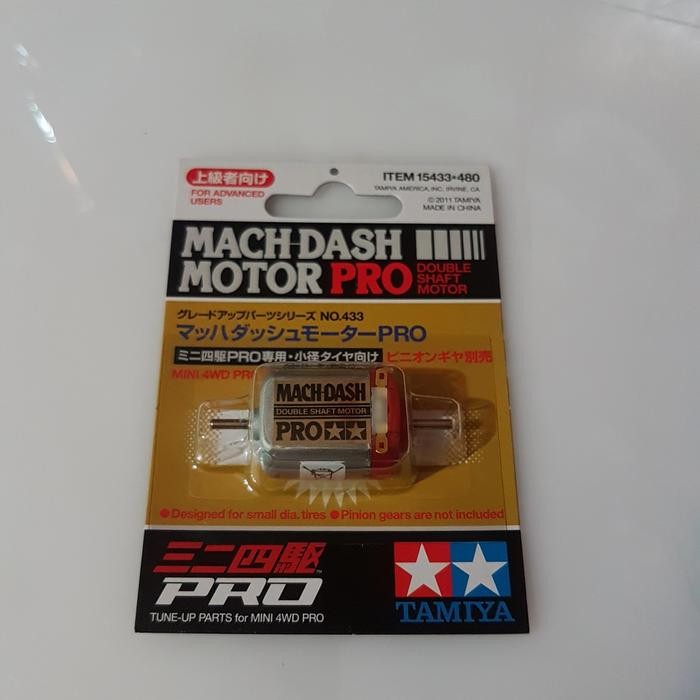 上級者向け
FOR ADVANCED
USERS
ITEM 15433•480
TAMIYA AMERICA, INC. IRVINE, CA
© 2011 TAMIYA
MADE IN CHINA
MACH-DASH
MOTOR PRO
DOUBLE
SHAFT
MOTOR
グレードアップパーツシリーズ NO.433
マッハダッシュモーターPRO
ミニ四駆PRO専用・小径タイヤ向け ピニオンギヤ別売
MINI 4WD PRO
MACH-DASH
DOUBLE SHAFT MOTOR
PRO
●Designed for small dia. tires ●Pinion gears are not included
ミニ四駆™
PRO
TUNE-UP PARTS for MINI 4WD PRO
TAMIYA